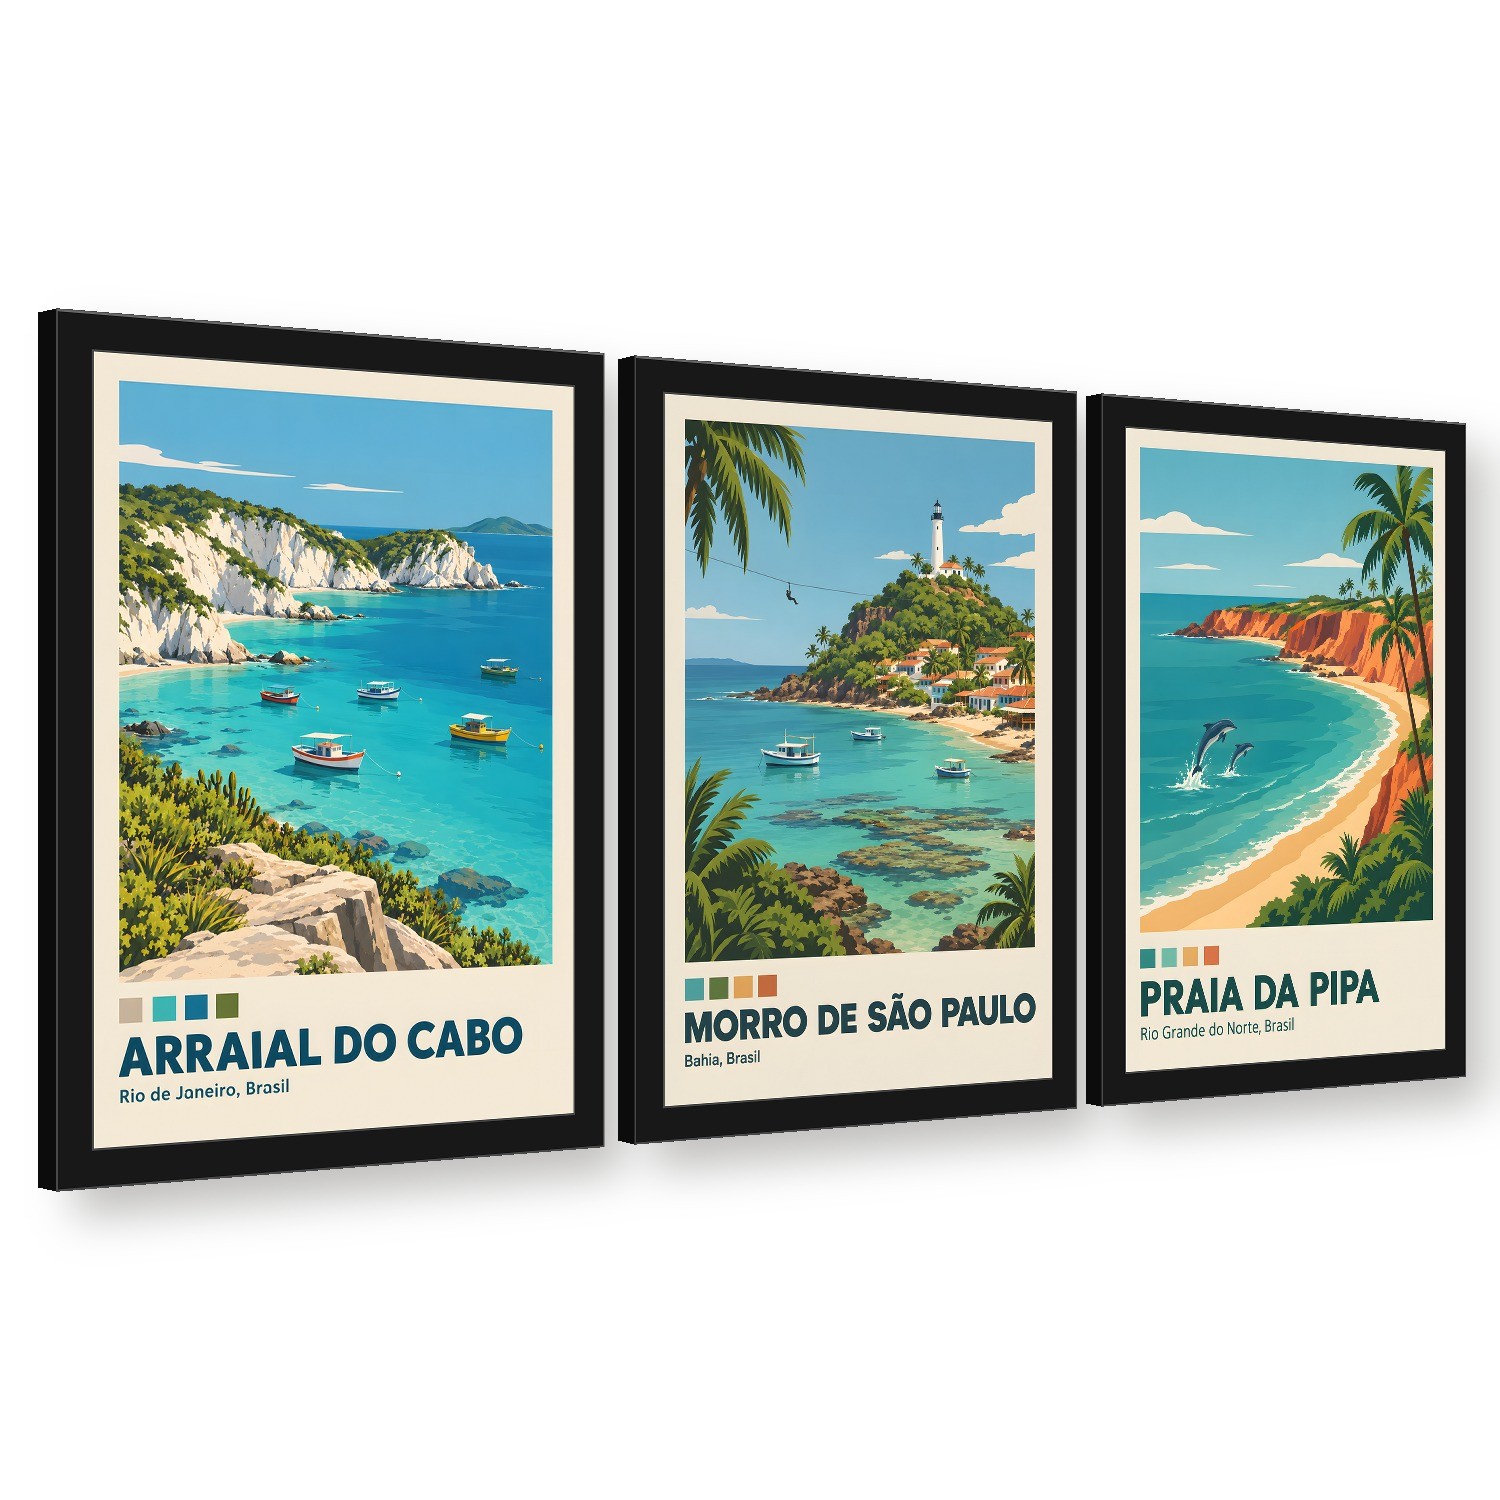 ARRAIAL DO CABO
Rio de Janeiro, Brasil
MORRO DE SÃO PAULO
Bahia, Brasil
PRAIA DA PIPA
Rio Grande do Norte, Brasil